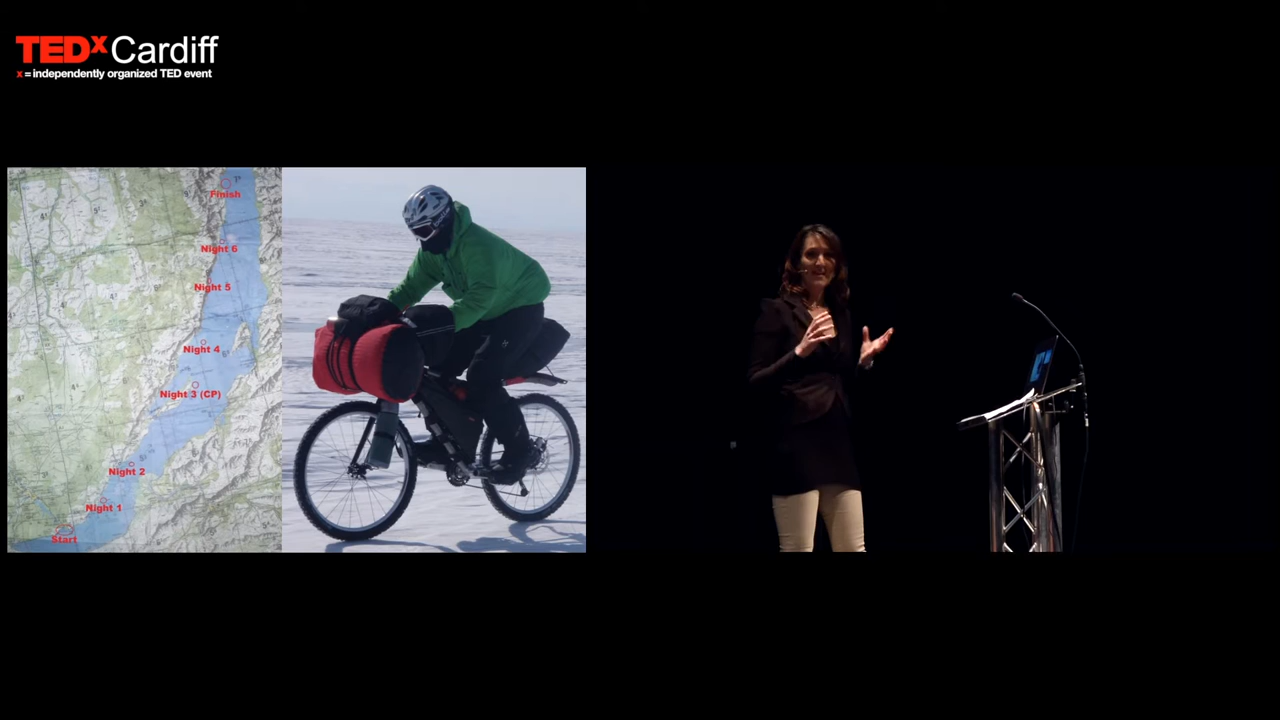 TEDxCardiff
x = independently organized TED event
Finish
Night 6
Night 5
Night 4
Night 3 (CP)
Night 2
Night 1
Start